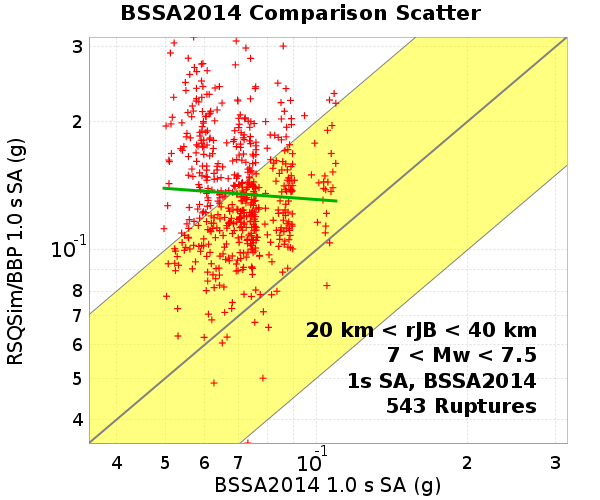 BSSA2014 Comparison Scatter
RSQSim/BBP 1.0 s SA (g)
3
2
10-1
8
7
6
5
4
20 km < rJB < 40 km
7 < Mw < 7.5
1s SA, BSSA2014
543 Ruptures
4 5 6 7 10-1 2 3
BSSA2014 1.0 s SA (g)